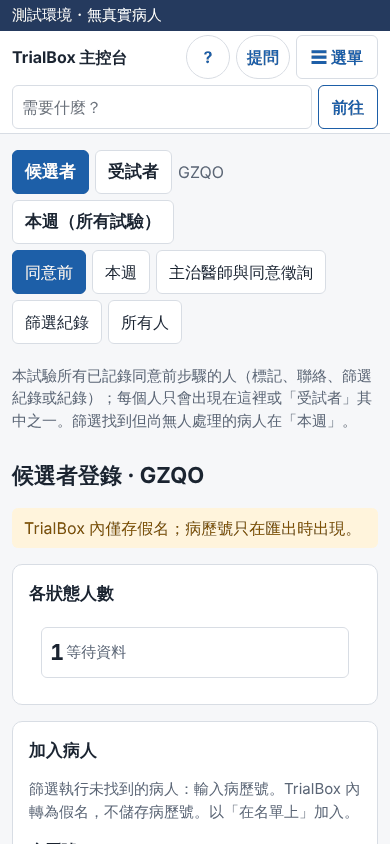 測試環境・無真實病人
TrialBox 主控台
?
提問
☰ 選單
需要什麼？
前往
候選者
受試者
GZQO
本週（所有試驗）
同意前
本週
主治醫師與同意徵詢
篩選紀錄
所有人
本試驗所有已記錄同意前步驟的人（標記、聯絡、篩選
紀錄或紀錄）；每個人只會出現在這裡或「受試者」其
中之一。篩選找到但尚無人處理的病人在「本週」。
候選者登錄 · GZQO
TrialBox 內僅存假名；病歷號只在匯出時出現。
各狀態人數
1 等待資料
加入病人
篩選執行未找到的病人：輸入病歷號。TrialBox 內
轉為假名，不儲存病歷號。以「在名單上」加入。